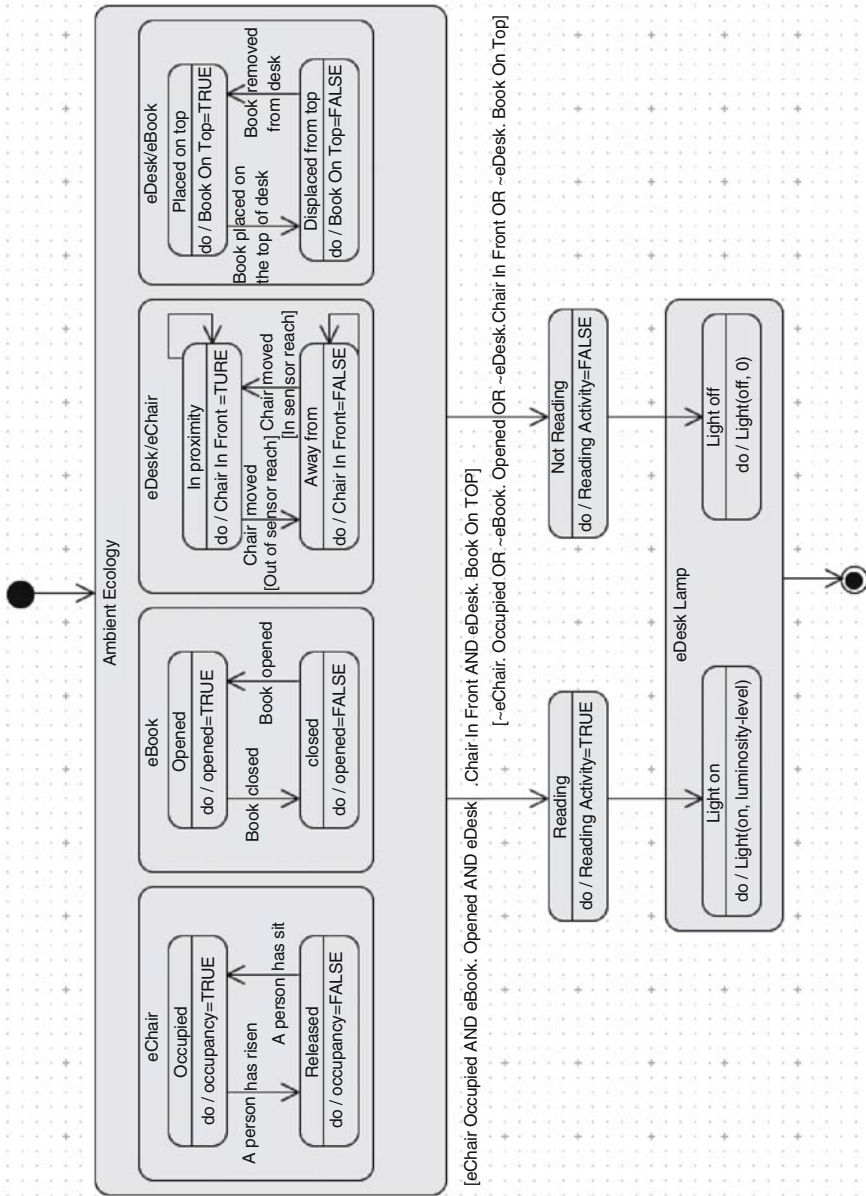 Ambient Ecology
eChair
Occupied
do / occupancy=TRUE
A person has risen
A person has sit
Released
do / occupancy=FALSE
eBook
Opened
do / opened=TRUE
Book closed
Book opened
closed
do / opened=FALSE
eDesk/eChair
In proximity
do / Chair In Front =TURE
Chair moved
[Out of sensor reach]
Chair moved
[In sensor reach]
Away from
do / Chair In Front=FALSE
eDesk/eBook
Placed on top
do / Book On Top=TRUE
Book placed on
the top of desk
Book removed
from desk
Displaced from top
do / Book On Top=FALSE
[eChair Occupied AND eBook. Opened AND eDesk .Chair In Front AND eDesk. Book On TOP]
[~eChair. Occupied OR ~eBook. Opened OR ~eDesk.Chair In Front OR ~eDesk. Book On Top]
Reading
do / Reading Activity=TRUE
Not Reading
do / Reading Activity=FALSE
eDesk Lamp
Light on
do / Light(on, luminosity-level)
Light off
do / Light(off, 0)